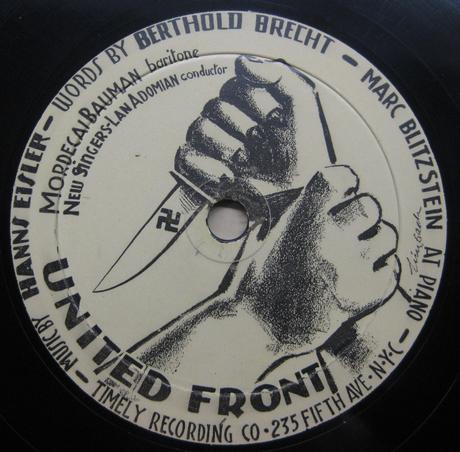 MUSIC BY HANNS EISLER – WORDS BY BERTHOLD BRECHT – MARC BLITZSTEIN AT PIANO –
MORDECAI BAUMAN baritone
NEW SINGERS – LAN ADOMIAN conductor
UNITED FRONT
– TIMELY RECORDING CO • 235 FIFTH AVE • N•Y•C –